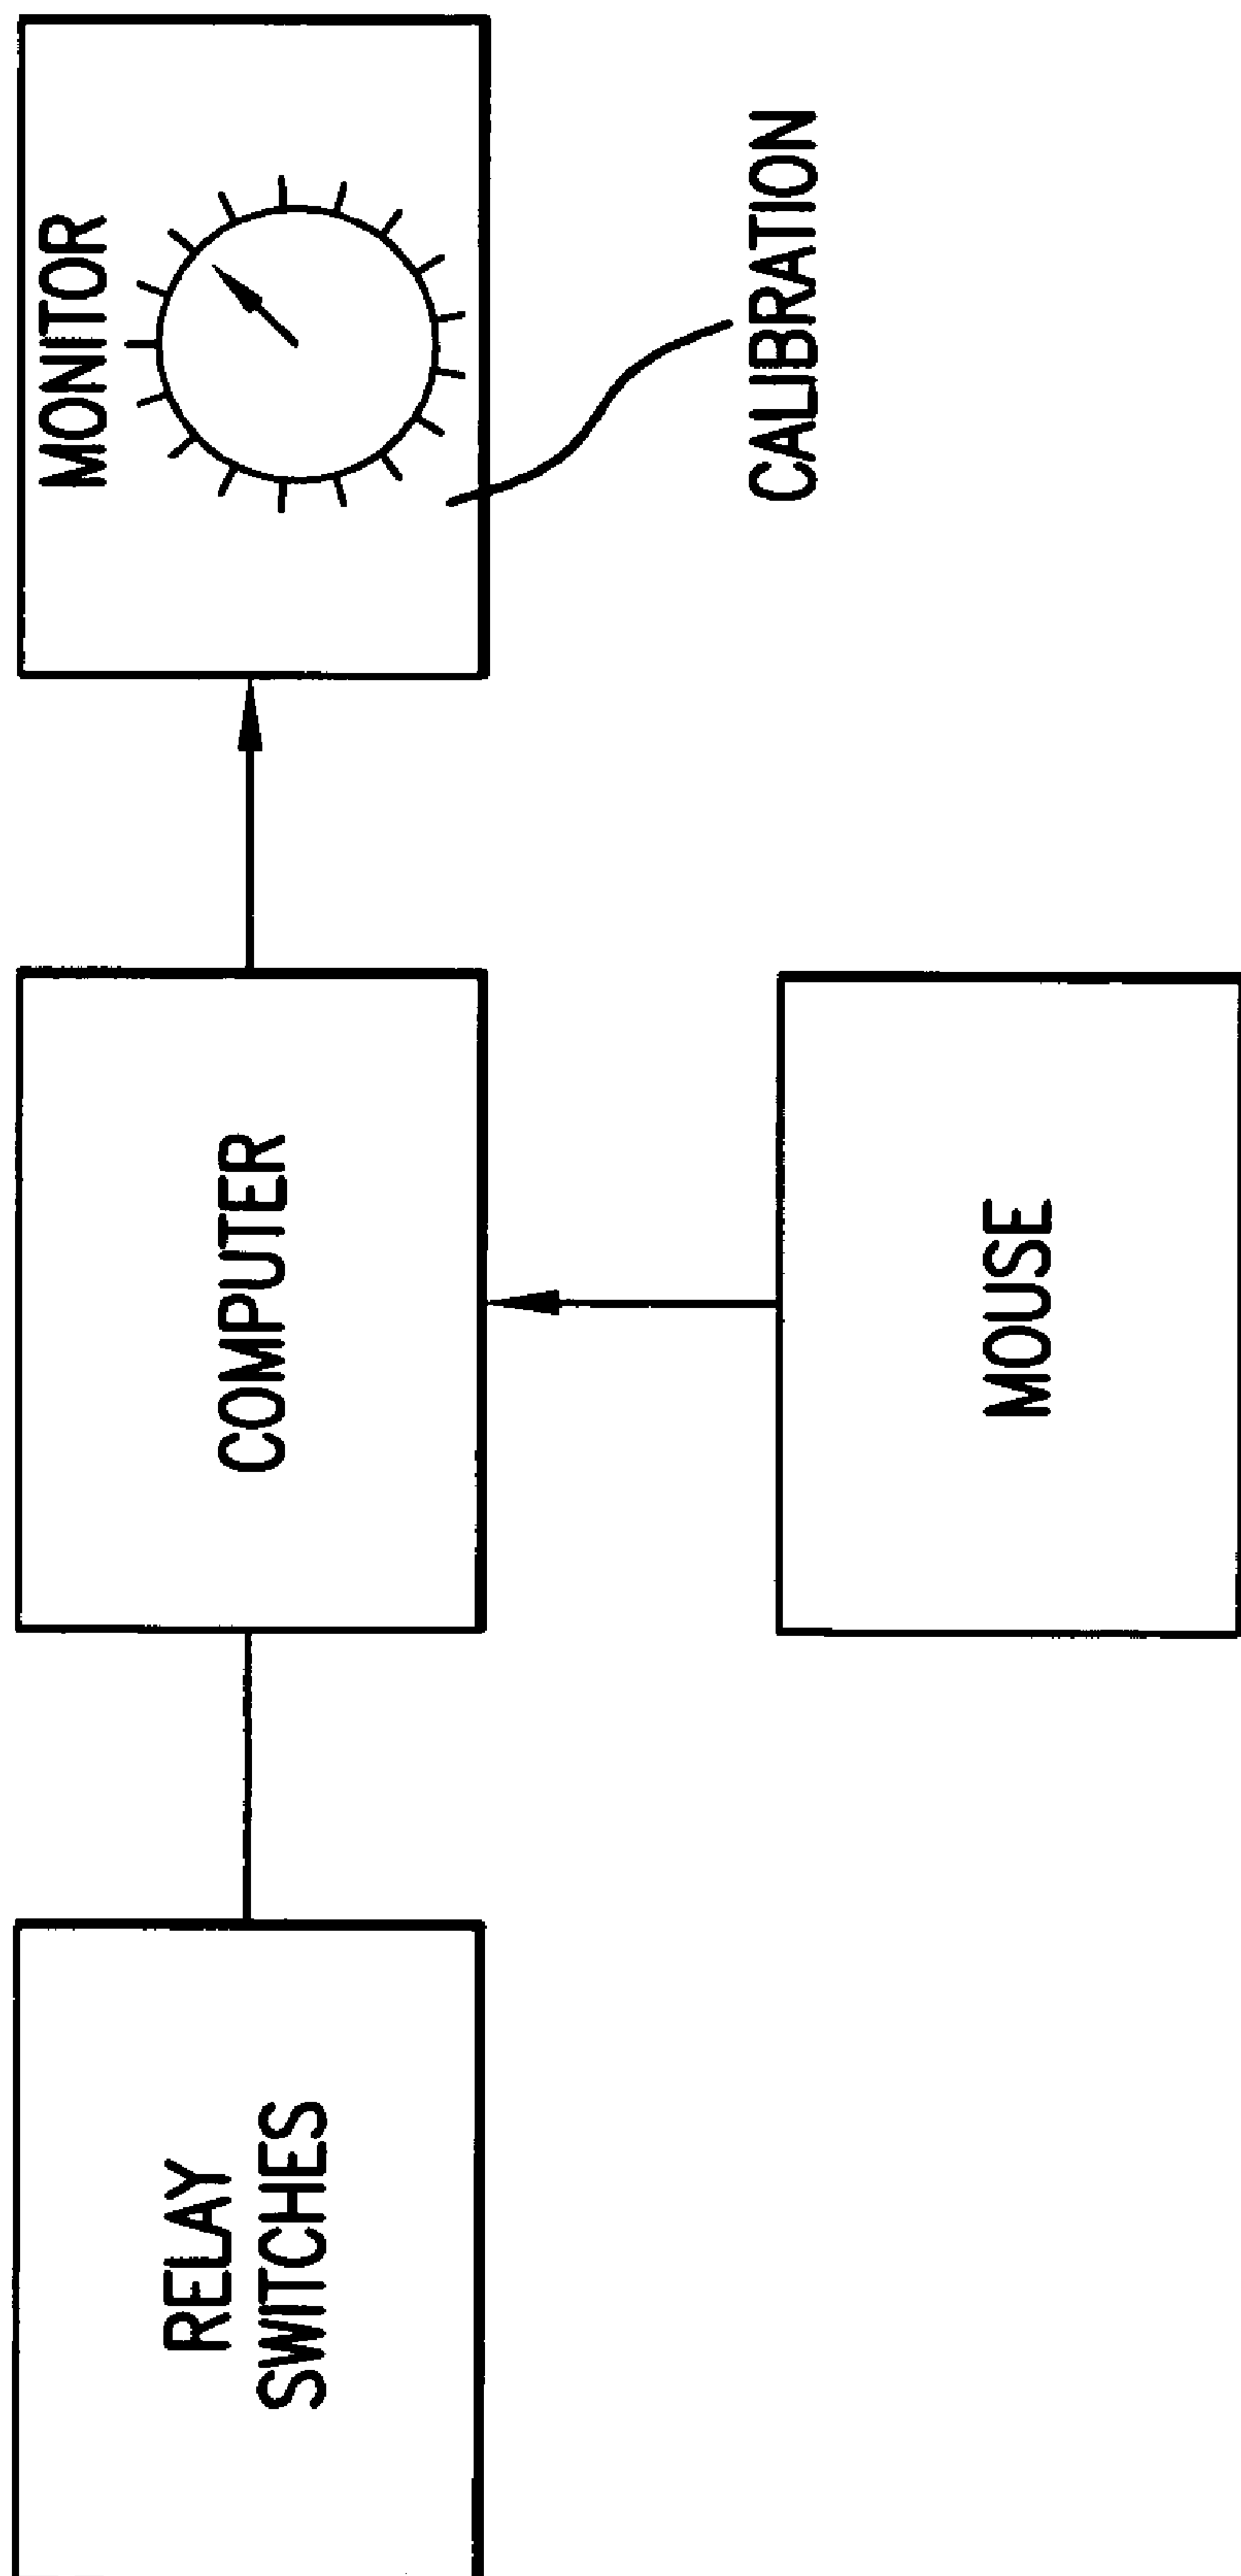 RELAY
SWITCHES
COMPUTER
MONITOR
CALIBRATION
MOUSE